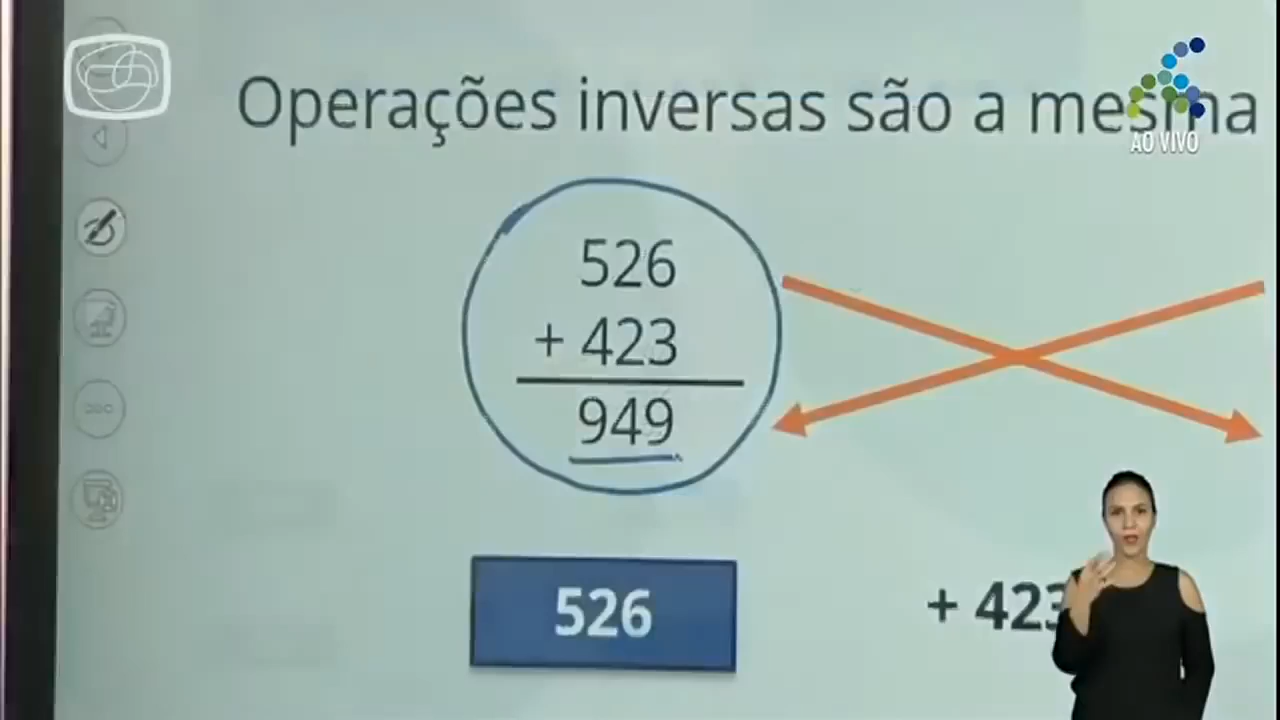 Operações inversas são a mesma
AO VIVO
526
+ 423
949
526
+ 423